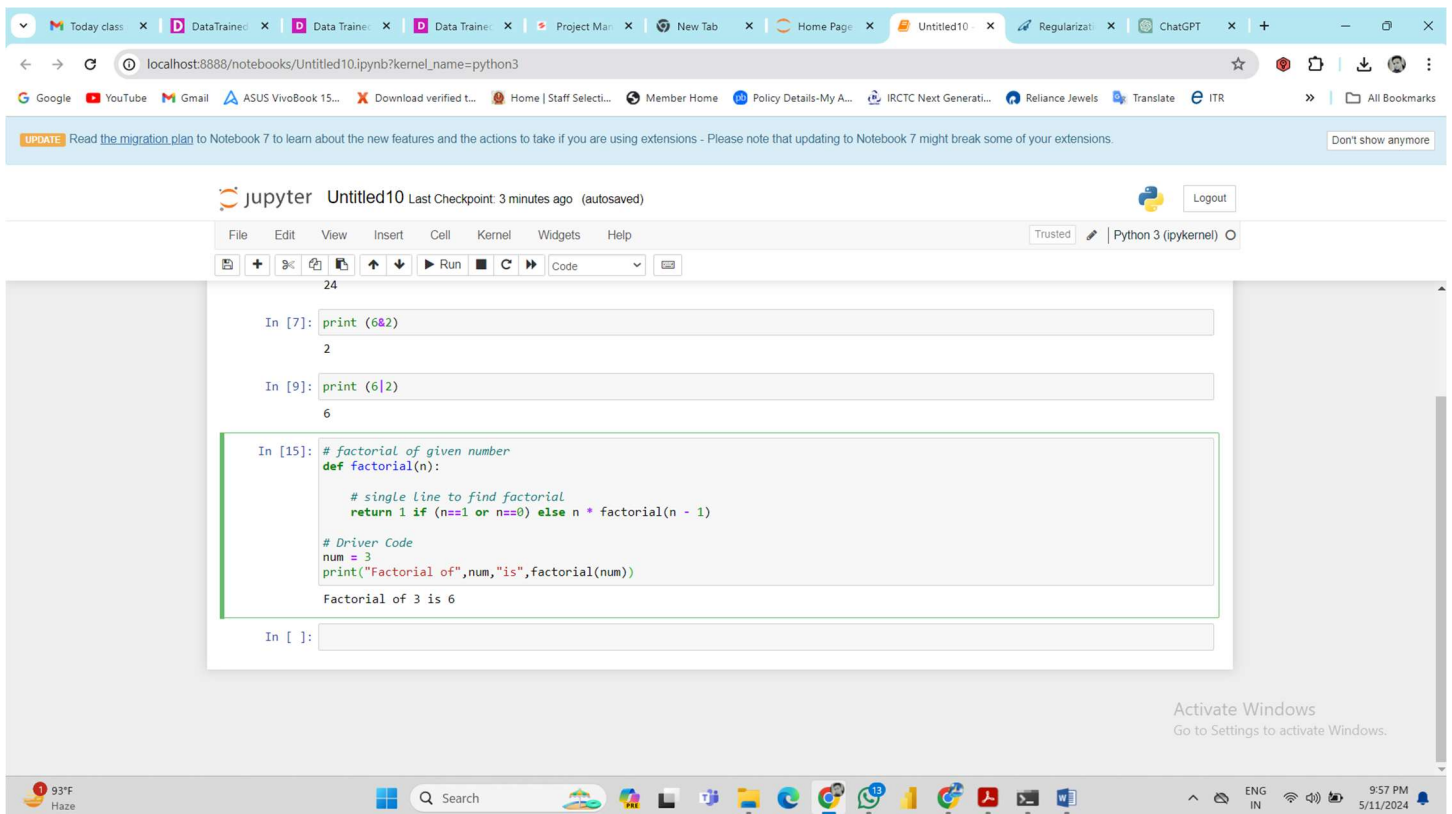 Today class
DataTrained
Data Trained
Data Trained
Project Man
New Tab
Home Page
Untitled10 -
Regularizati
ChatGPT
localhost:8888/notebooks/Untitled10.ipynb?kernel_name=python3
Google YouTube Gmail ASUS VivoBook 15... Download verified t... Home | Staff Selecti... Member Home Policy Details-My A... IRCTC Next Generati... Reliance Jewels Translate ITR » All Bookmarks
UPDATE Read the migration plan to Notebook 7 to learn about the new features and the actions to take if you are using extensions - Please note that updating to Notebook 7 might break some of your extensions. Don't show anymore
jupyter Untitled10 Last Checkpoint: 3 minutes ago (autosaved) Logout
File Edit View Insert Cell Kernel Widgets Help Trusted Python 3 (ipykernel)
Run Code
24
In [7]: print (6&2)
2
In [9]: print (6|2)
6
In [15]: # factorial of given number
def factorial(n):
# single line to find factorial
return 1 if (n==1 or n==0) else n * factorial(n - 1)
# Driver Code
num = 3
print("Factorial of",num,"is",factorial(num))
Factorial of 3 is 6
In [ ]:
Activate Windows
Go to Settings to activate Windows.
1
93°F
Haze
Search
PRE
13
ENG
IN
9:57 PM
5/11/2024